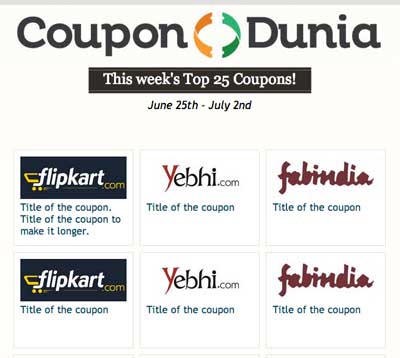 Coupon Dunia
This week's Top 25 Coupons!
June 25th - July 2nd
flipkart.com
Title of the coupon.
Title of the coupon to
make it longer.
Yebhi.com
Title of the coupon
fabindia
Title of the coupon
flipkart.com
Title of the coupon
Yebhi.com
Title of the coupon
fabindia
Title of the coupon